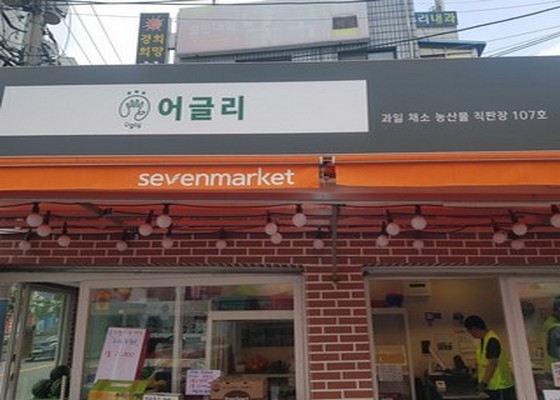 경희
희망
리내과
ugly
어글리
과일 채소 농산물 직판장 107호
sevenmarket